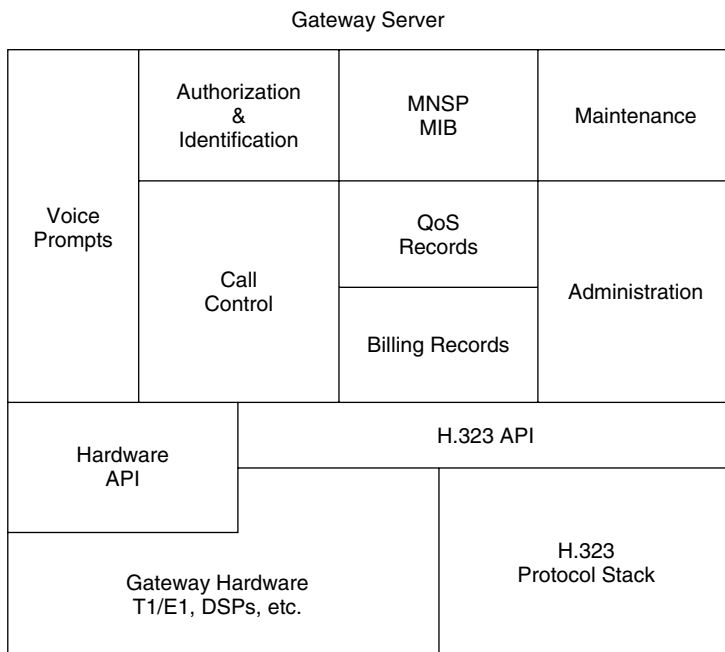 Gateway Server
Voice
Prompts
Authorization
&
Identification
MNSP
MIB
Maintenance
Call
Control
QoS
Records
Billing Records
Administration
Hardware
API
H.323 API
Gateway Hardware
T1/E1, DSPs, etc.
H.323
Protocol Stack